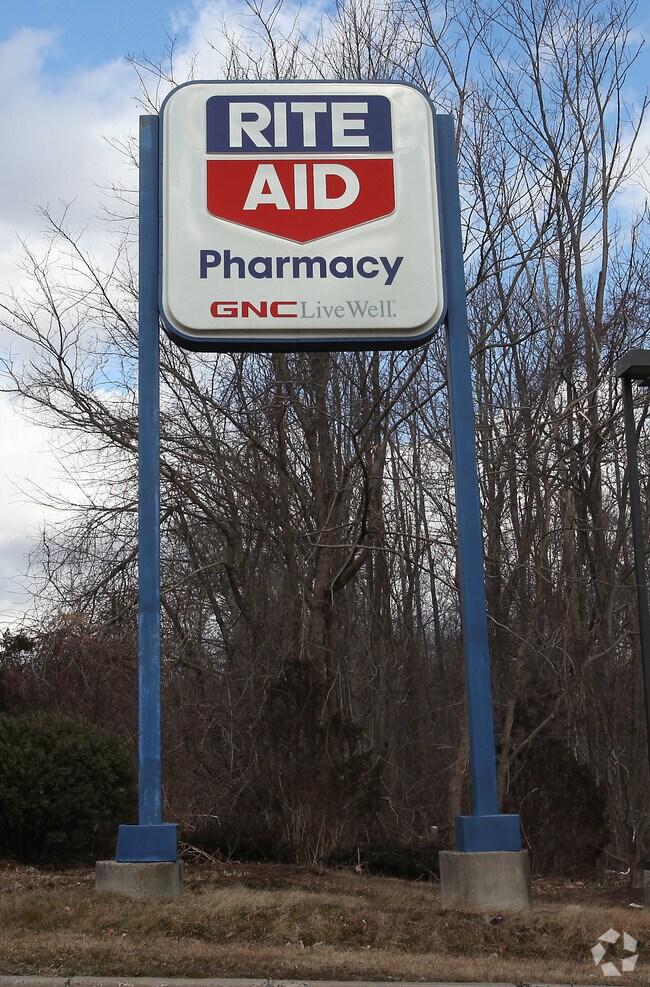 RITE
AID
Pharmacy
GNC LiveWell.